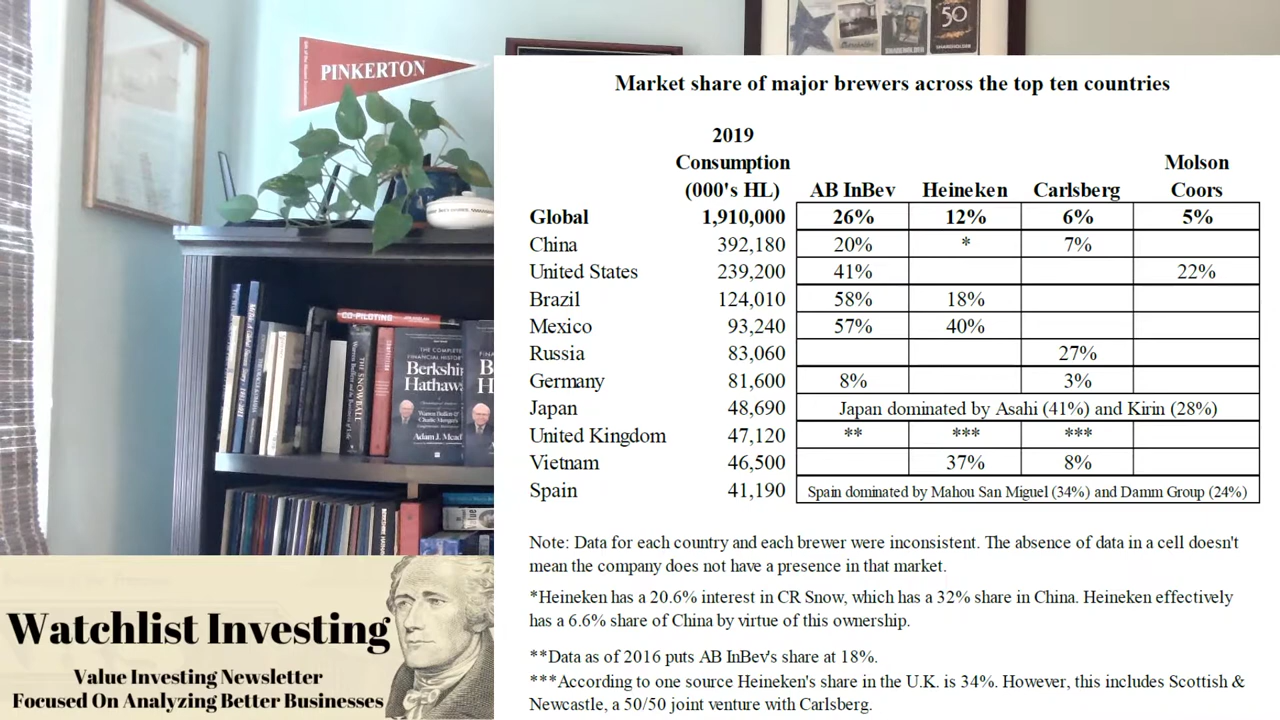 PINKERTON
50
CO-PILOTING
THE SNOWBALL
THE COMPLETE
FINANCIAL HISTORY
Berkshire
Hathaw
Warren Buffett &
Charlie Munger's
Adam J. Mead
Market share of major brewers across the top ten countries
2019
Consumption Molson
(000's HL) AB InBev Heineken Carlsberg Coors
Global 1,910,000 26% 12% 6% 5%
China 392,180 20% * 7%
United States 239,200 41% 22%
Brazil 124,010 58% 18%
Mexico 93,240 57% 40%
Russia 83,060 27%
Germany 81,600 8% 3%
Japan 48,690 Japan dominated by Asahi (41%) and Kirin (28%)
United Kingdom 47,120 ** *** ***
Vietnam 46,500 37% 8%
Spain 41,190 Spain dominated by Mahou San Miguel (34%) and Damm Group (24%)
Note: Data for each country and each brewer were inconsistent. The absence of data in a cell doesn't
mean the company does not have a presence in that market.
*Heineken has a 20.6% interest in CR Snow, which has a 32% share in China. Heineken effectively
has a 6.6% share of China by virtue of this ownership.
**Data as of 2016 puts AB InBev's share at 18%.
***According to one source Heineken's share in the U.K. is 34%. However, this includes Scottish &
Newcastle, a 50/50 joint venture with Carlsberg.
Watchlist Investing
Value Investing Newsletter
Focused On Analyzing Better Businesses